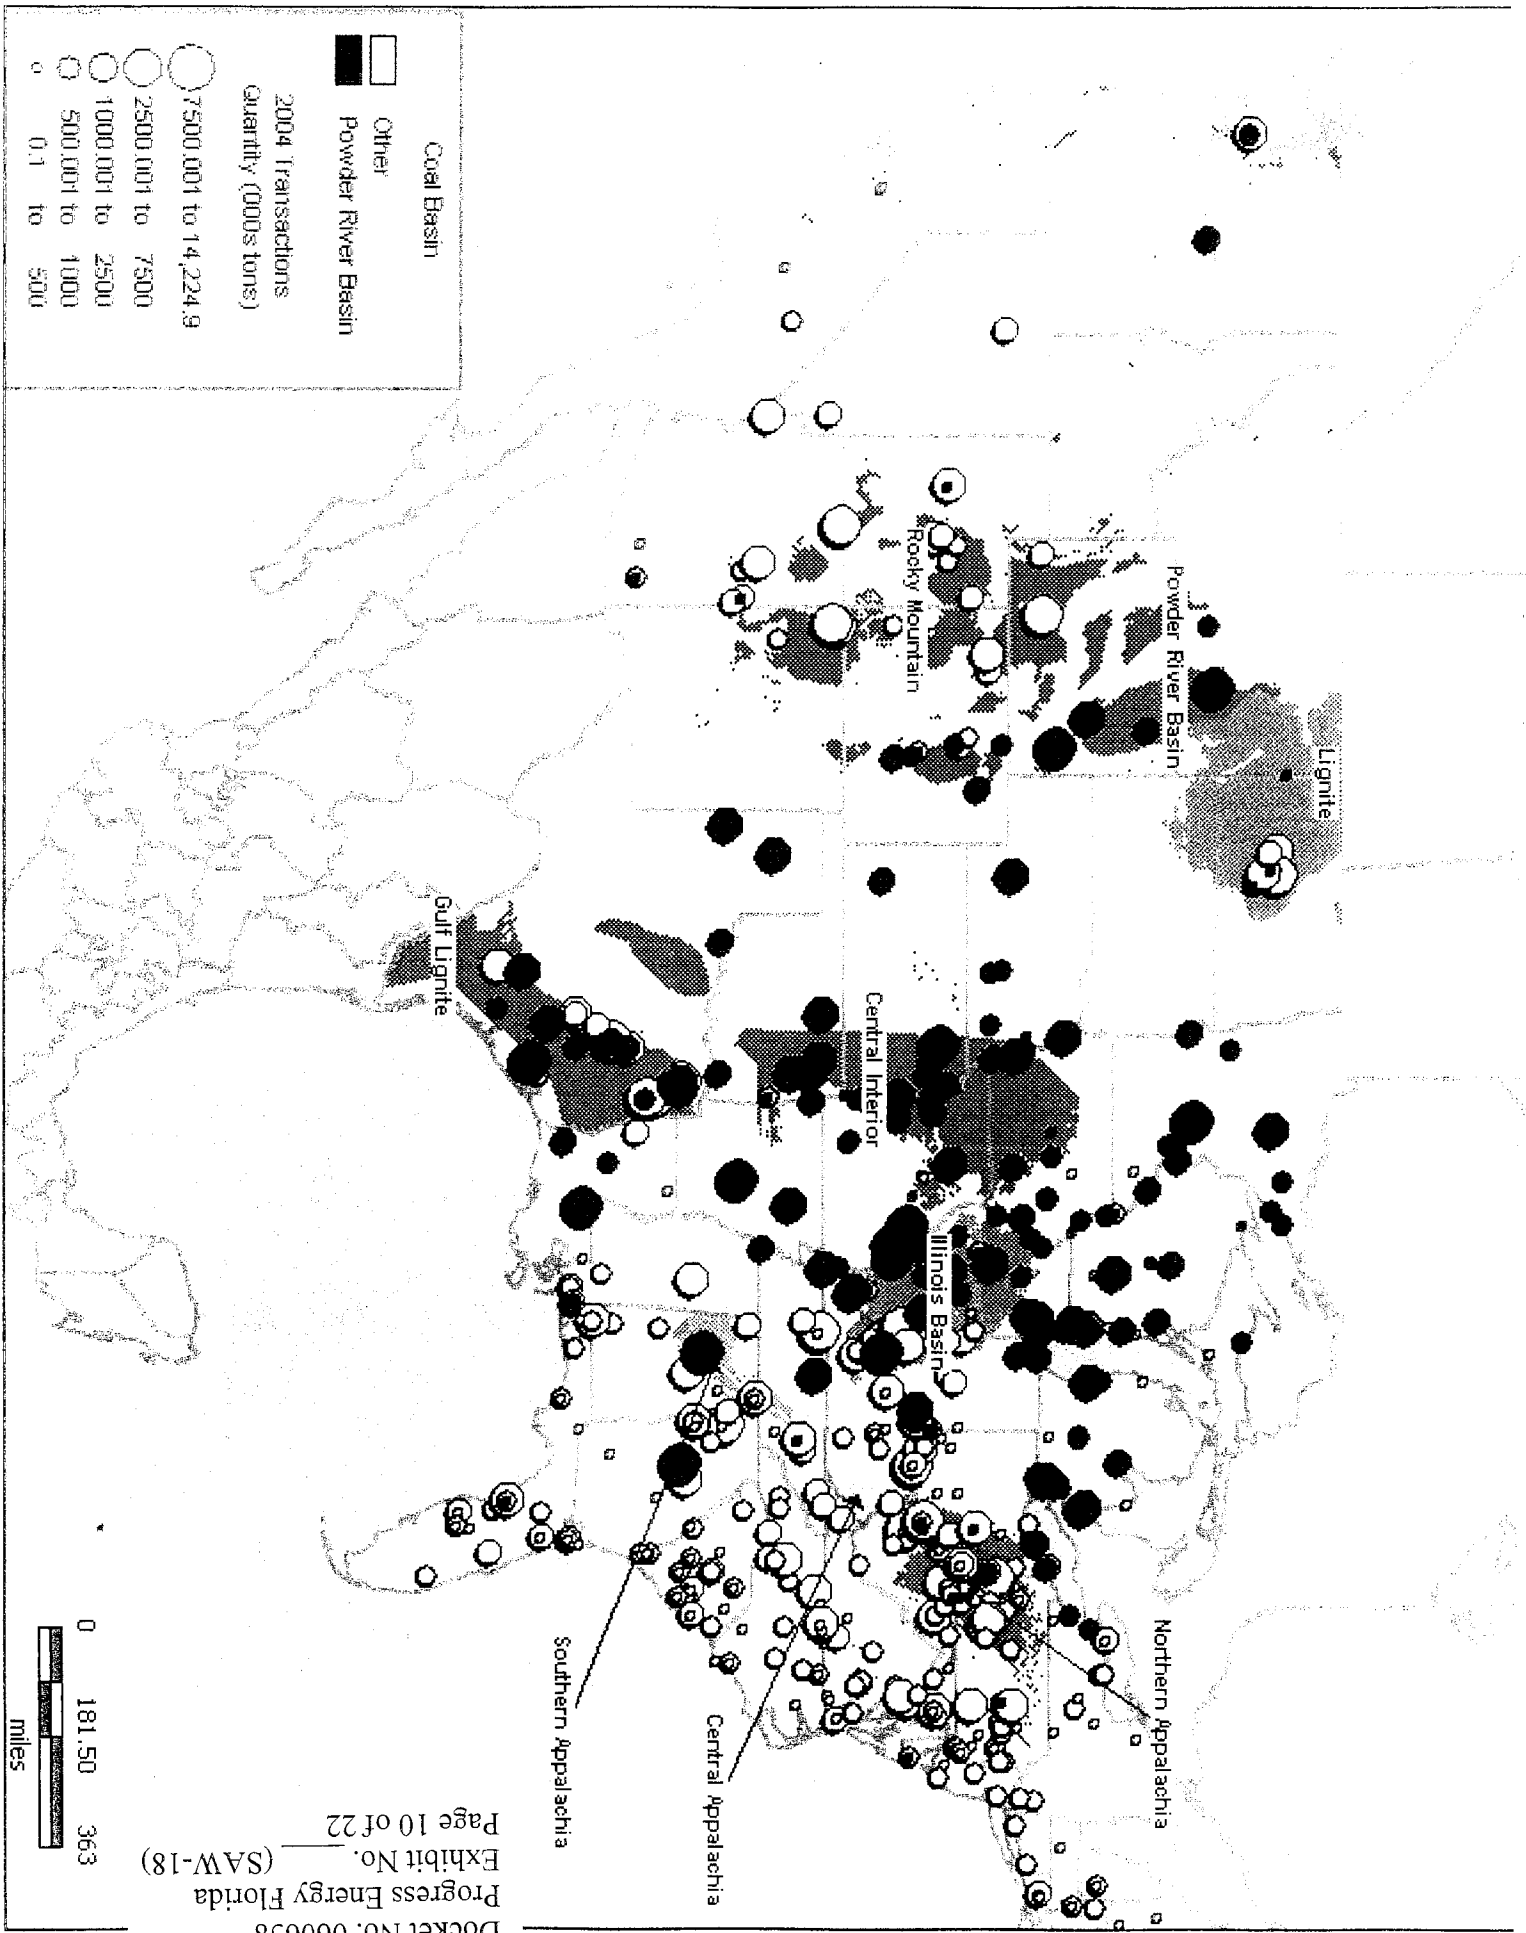 Docket No. 060658
Progress Energy Florida
Exhibit No. ______ (SAW-18)
Page 10 of 22
Lignite
Powder River Basin
Rocky Mountain
Central Interior
Illinois Basin
Gulf Lignite
Northern Appalachia
Central Appalachia
Southern Appalachia
Coal Basin
Other
Powder River Basin
2004 Transactions
Quantity (000s tons)
7500.001 to 14,224.9
2500.001 to 7500
1000.001 to 2500
500.001 to 1000
0.1 to 500
0 181.50 363
miles